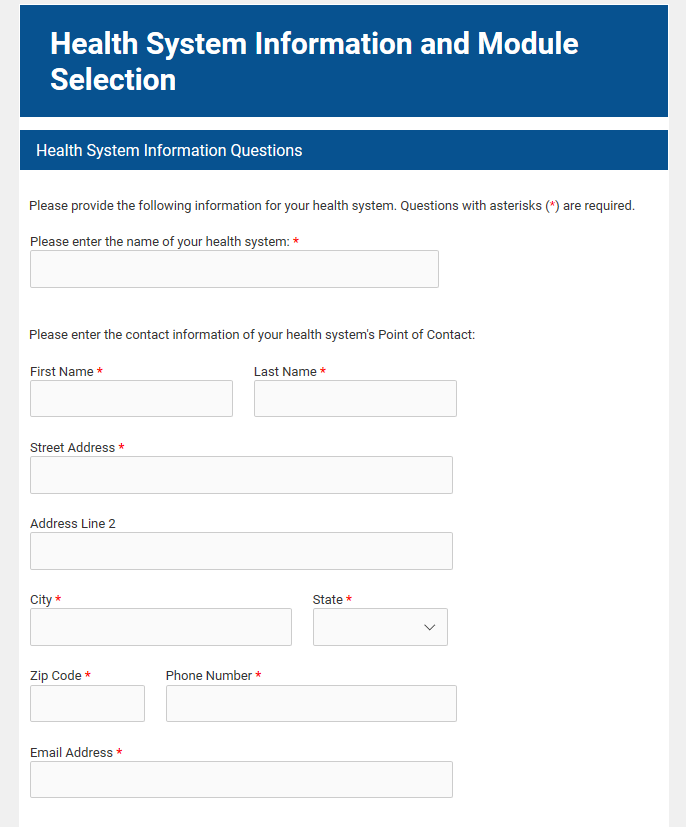 Health System Information and Module
Selection
Health System Information Questions
Please provide the following information for your health system. Questions with asterisks (*) are required.
Please enter the name of your health system: *
Please enter the contact information of your health system's Point of Contact:
First Name * Last Name *
Street Address *
Address Line 2
City * State *
Zip Code * Phone Number *
Email Address *